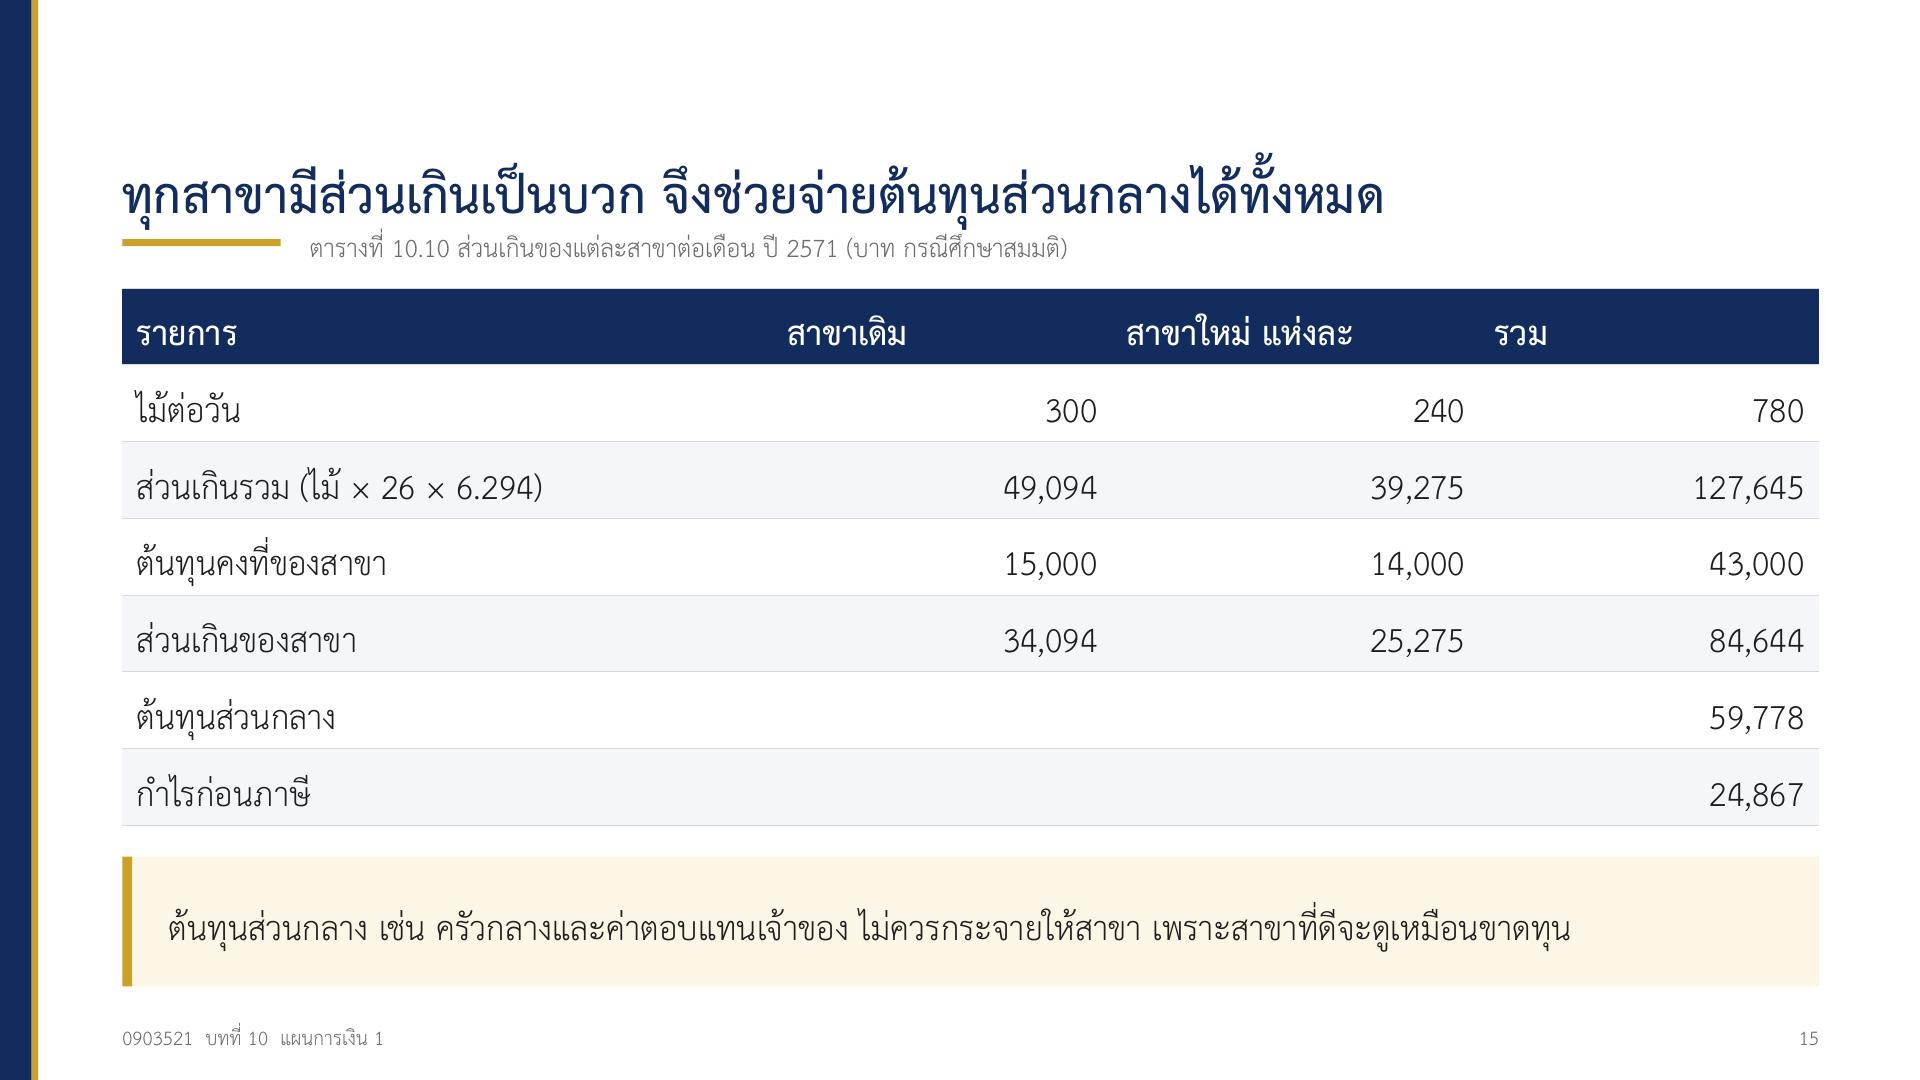 ทุกสาขามีส่วนเกินเป็นบวก จึงช่วยจ่ายต้นทุนส่วนกลางได้ทั้งหมด
ตารางที่ 10.10 ส่วนเกินของแต่ละสาขาต่อเดือน ปี 2571 (บาท กรณีศึกษาสมมติ)
รายการ สาขาเดิม สาขาใหม่ แห่งละ รวม
ไม้ต่อวัน 300 240 780
ส่วนเกินรวม (ไม้ × 26 × 6.294) 49,094 39,275 127,645
ต้นทุนคงที่ของสาขา 15,000 14,000 43,000
ส่วนเกินของสาขา 34,094 25,275 84,644
ต้นทุนส่วนกลาง 59,778
กำไรก่อนภาษี 24,867
ต้นทุนส่วนกลาง เช่น ครัวกลางและค่าตอบแทนเจ้าของ ไม่ควรกระจายให้สาขา เพราะสาขาที่ดีจะดูเหมือนขาดทุน
0903521 บทที่ 10 แผนการเงิน 1 15